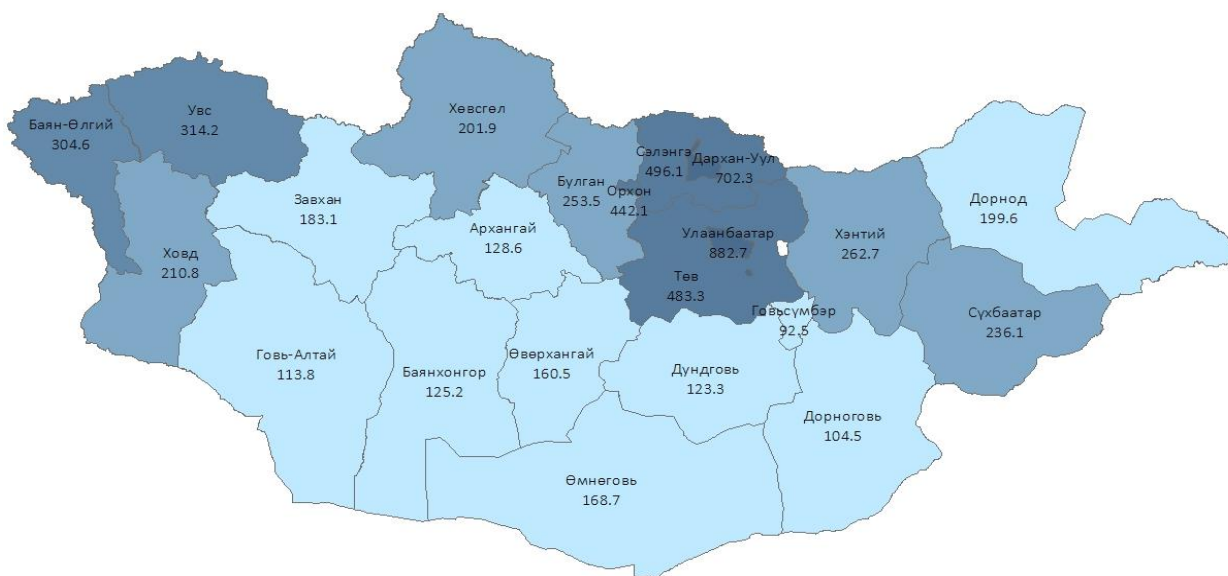 Баян-Өлгий
304.6
Увс
314.2
Ховд
210.8
Завхан
183.1
Говь-Алтай
113.8
Хөвсгөл
201.9
Архангай
128.6
Баянхонгор
125.2
Өвөрхангай
160.5
Булган
253.5
Орхон
442.1
Сэлэнгэ
496.1
Дархан-Уул
702.3
Улаанбаатар
882.7
Төв
483.3
Говьсүмбэр
92.5
Дундговь
123.3
Өмнөговь
168.7
Дорноговь
104.5
Хэнтий
262.7
Дорнод
199.6
Сүхбаатар
236.1